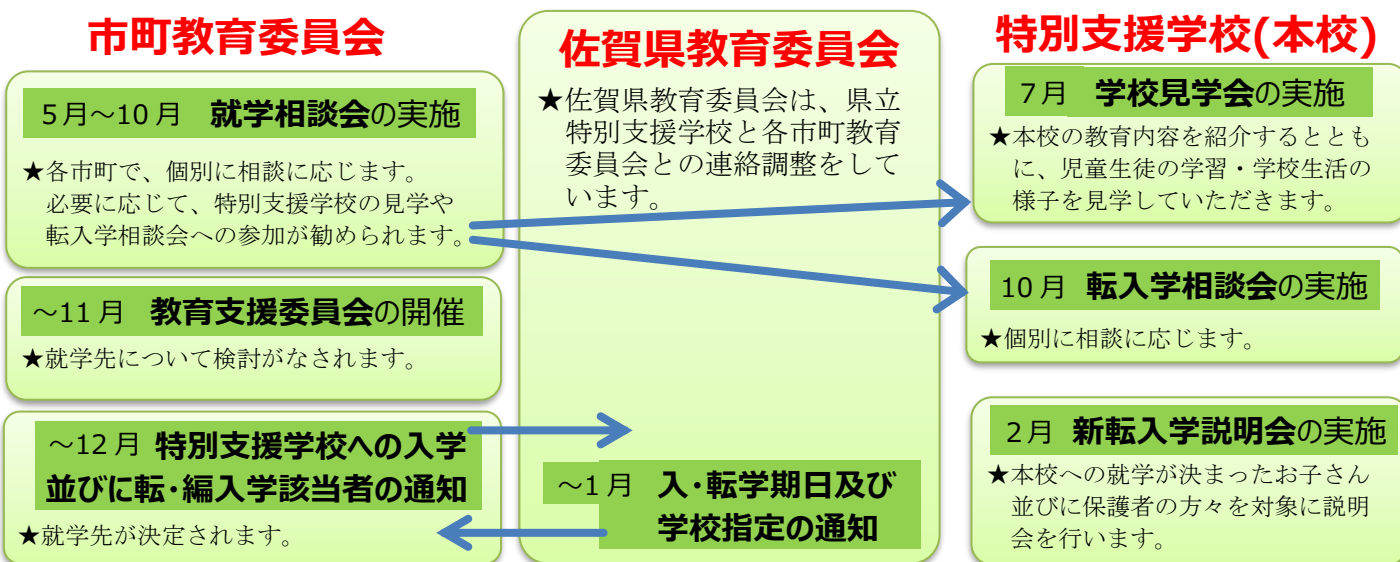 市町教育委員会
5月～10月 就学相談会の実施
★各市町で、個別に相談に応じます。
必要に応じて、特別支援学校の見学や
転入学相談会への参加が勧められます。
～11月 教育支援委員会の開催
★就学先について検討がなされます。
～12月 特別支援学校への入学
並びに転・編入学該当者の通知
★就学先が決定されます。
佐賀県教育委員会
★佐賀県教育委員会は、県立
特別支援学校と各市町教育
委員会との連絡調整をして
います。
～1月 入・転学期日及び
学校指定の通知
特別支援学校(本校)
7月 学校見学会の実施
★本校の教育内容を紹介するととも
に、児童生徒の学習・学校生活の
様子を見学していただきます。
10月 転入学相談会の実施
★個別に相談に応じます。
2月 新転入学説明会の実施
★本校への就学が決まったお子さん
並びに保護者の方々を対象に説明
会を行います。